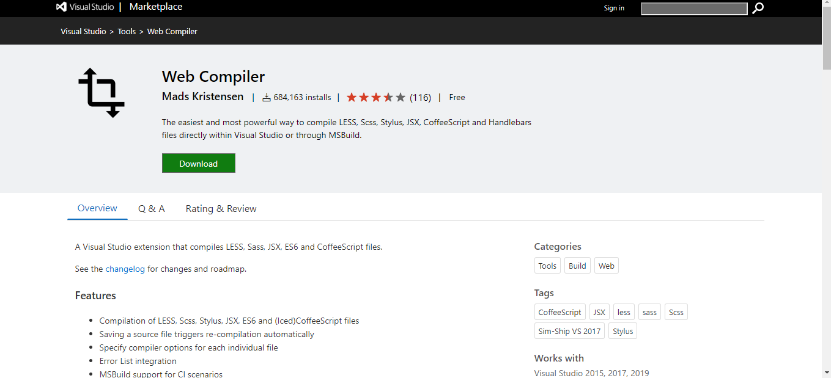 Visual Studio | Marketplace
Sign in
Visual Studio > Tools > Web Compiler
Web Compiler
Mads Kristensen | 684,163 installs | (116) | Free
The easiest and most powerful way to compile LESS, Scss, Stylus, JSX, CoffeeScript and Handlebars
files directly within Visual Studio or through MSBuild.
Download
Overview Q & A Rating & Review
A Visual Studio extension that compiles LESS, Sass, JSX, ES6 and CoffeeScript files.
See the changelog for changes and roadmap.
Features
• Compilation of LESS, Scss, Stylus, JSX, ES6 and (Iced)CoffeeScript files
• Saving a source file triggers re-compilation automatically
• Specify compiler options for each individual file
• Error List integration
• MSBuild support for CI scenarios
Categories
Tools Build Web
Tags
CoffeeScript JSX less sass Scss
Sim-Ship VS 2017 Stylus
Works with
Visual Studio 2015, 2017, 2019